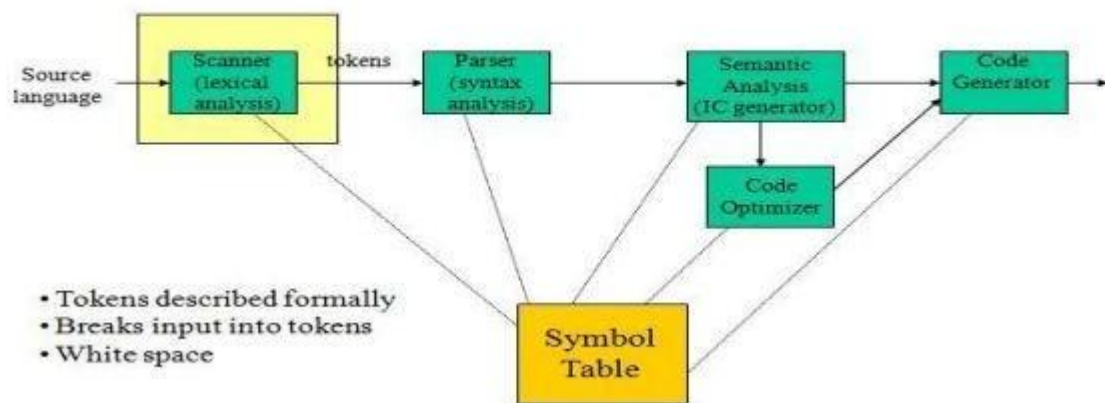 Source
language
Scanner
(lexical
analysis)
tokens
Parser
(syntax
analysis)
Semantic
Analysis
(IC generator)
Code
Generator
Code
Optimizer
• Tokens described formally
• Breaks input into tokens
• White space
Symbol
Table